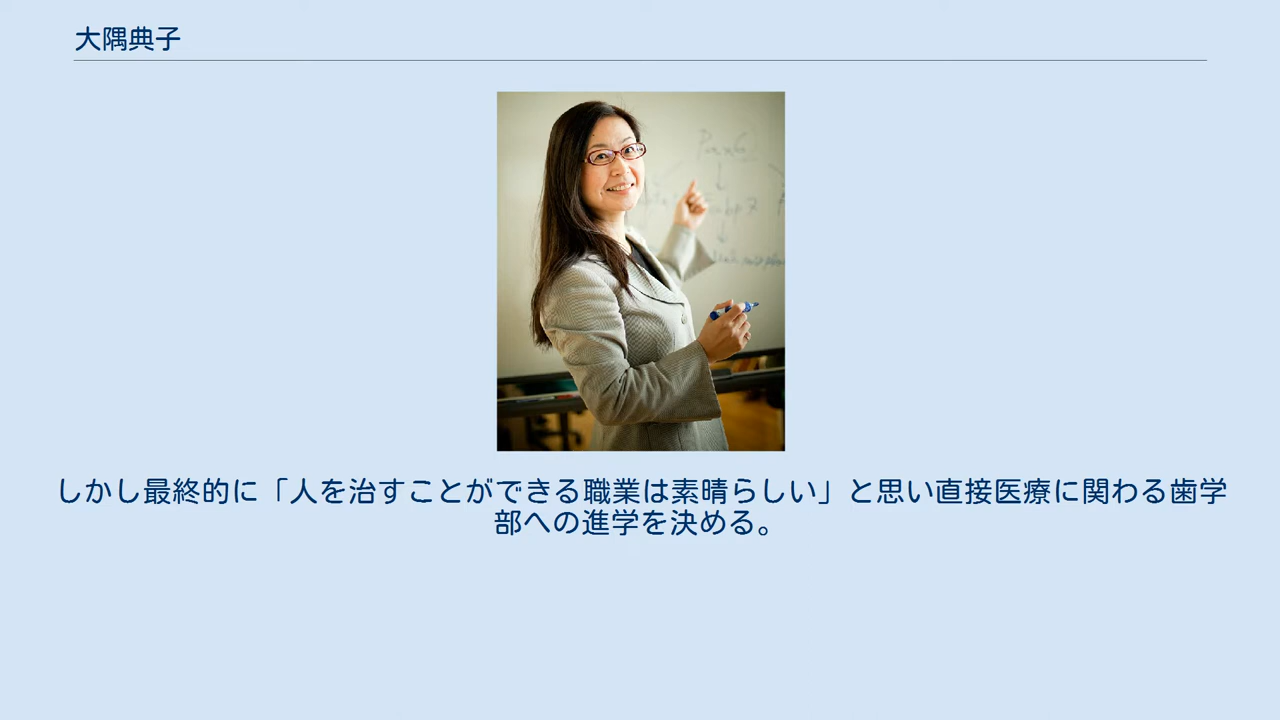 大隅典子
Pax6
しかし最終的に「人を治すことができる職業は素晴らしい」と思い直接医療に関わる歯学
部への進学を決める。